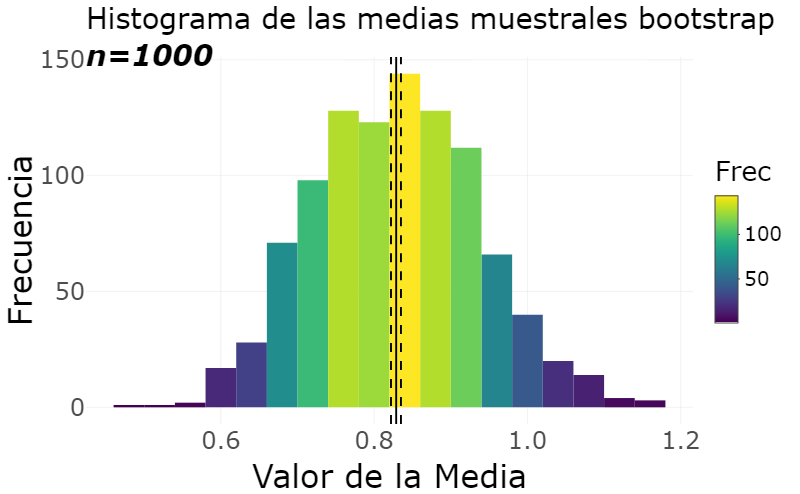 Histograma de las medias muestrales bootstrap
n=1000
150
100
50
0
Frecuencia
0.6
0.8
1.0
1.2
Valor de la Media
Frec
100
50